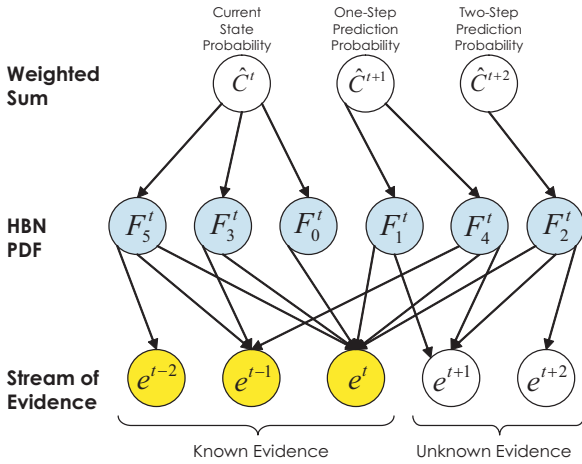 Current
State
Probability
One-Step
Prediction
Probability
Two-Step
Prediction
Probability
Weighted
Sum
Ĉ^t
Ĉ^{t+1}
Ĉ^{t+2}
HBN
PDF
F_5^t
F_3^t
F_0^t
F_1^t
F_4^t
F_2^t
Stream of
Evidence
e^{t-2}
e^{t-1}
e^t
e^{t+1}
e^{t+2}
Known Evidence
Unknown Evidence